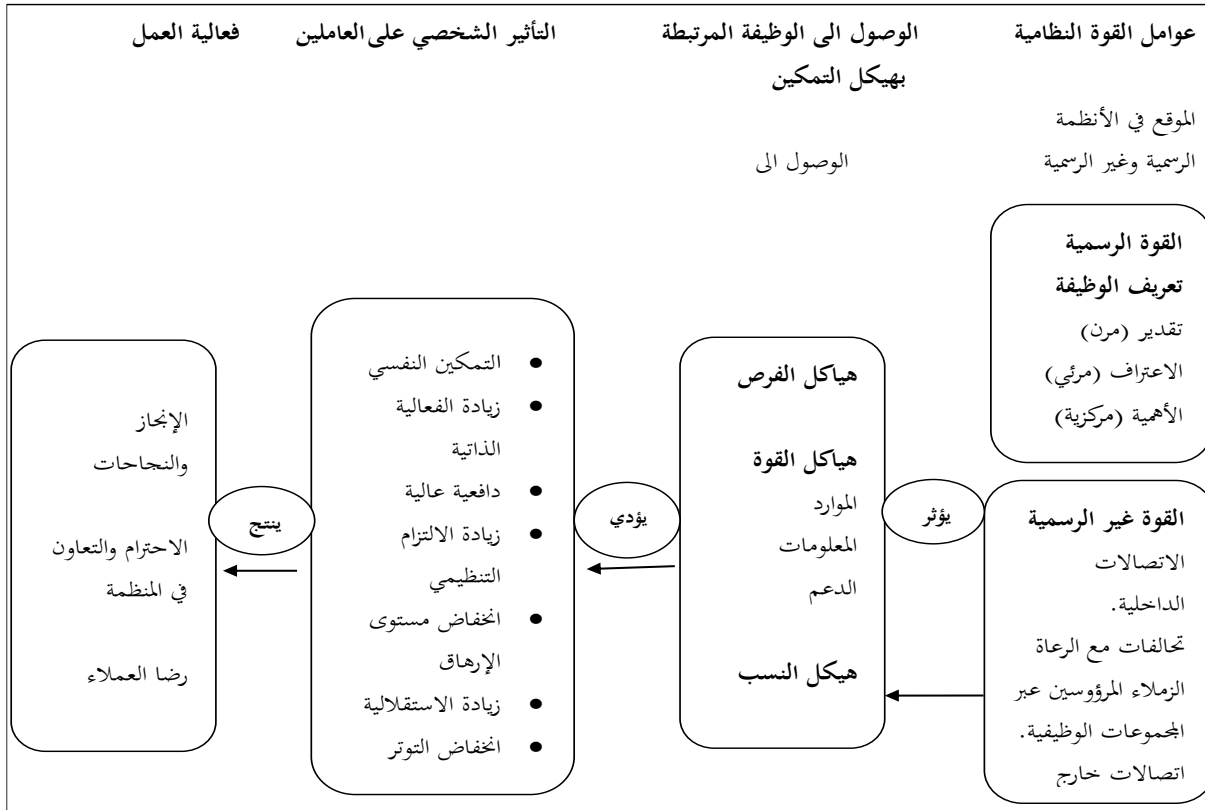 عوامل القوة النظامية
الموقع في الأنظمة
الرسمية وغير الرسمية
القوة الرسمية
تعريف الوظيفة
تقدير (مرن)
الاعتراف (مرئي)
الأهمية (مركزية)
القوة غير الرسمية
الاتصالات
الداخلية.
تحالفات مع الرعاة
الزملاء المرؤوسين عبر
المجموعات الوظيفية.
اتصالات خارج
يؤثر
الوصول الى الوظيفة المرتبطة
بهيكل التمكين
الوصول الى
هياكل الفرص
هياكل القوة
الموارد
المعلومات
الدعم
هيكل النسب
يؤدي
التأثير الشخصي على العاملين
● التمكين النفسي
● زيادة الفعالية
الذاتية
● دافعية عالية
● زيادة الالتزام
التنظيمي
● انخفاض مستوى
الإرهاق
● زيادة الاستقلالية
● انخفاض التوتر
ينتج
فعالية العمل
الإنجاز
والنجاحات
الاحترام والتعاون
في المنظمة
رضا العملاء